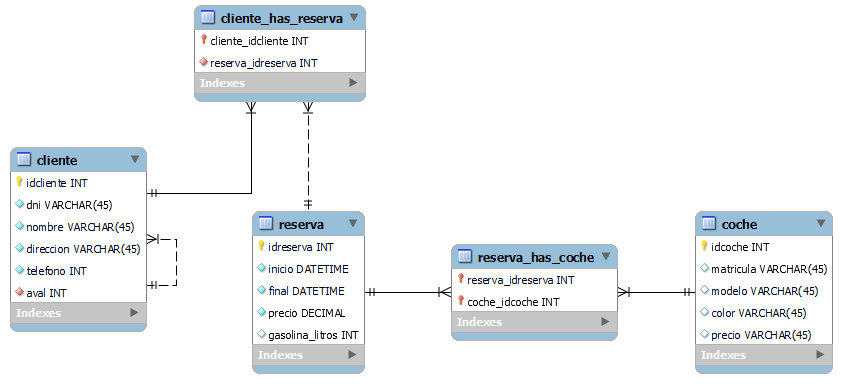 cliente_has_reserva
cliente_idcliente INT
reserva_idreserva INT
Indexes
cliente
idcliente INT
dni VARCHAR(45)
nombre VARCHAR(45)
direccion VARCHAR(45)
telefono INT
aval INT
Indexes
reserva
idreserva INT
inicio DATETIME
final DATETIME
precio DECIMAL
gasolina_litros INT
Indexes
reserva_has_coche
reserva_idreserva INT
coche_idcoche INT
Indexes
coche
idcoche INT
matricula VARCHAR(45)
modelo VARCHAR(45)
color VARCHAR(45)
precio VARCHAR(45)
Indexes